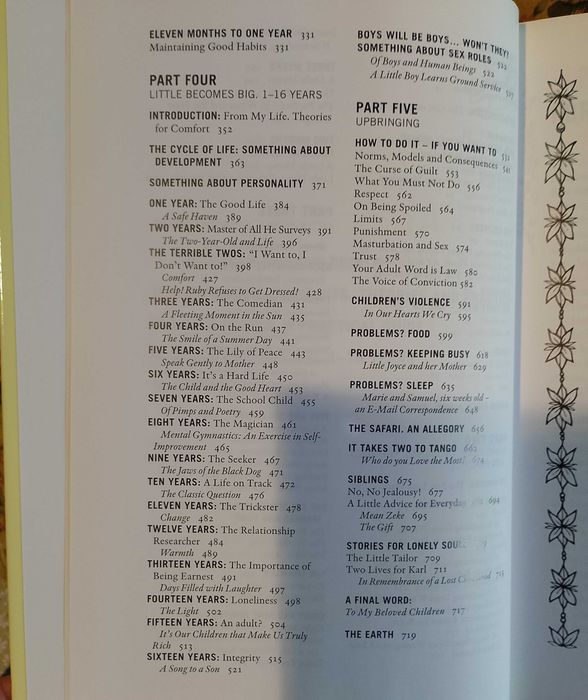 ELEVEN MONTHS TO ONE YEAR 331
Maintaining Good Habits 331
PART FOUR
LITTLE BECOMES BIG. 1–16 YEARS
INTRODUCTION: From My Life. Theories
for Comfort 352
THE CYCLE OF LIFE: SOMETHING ABOUT
DEVELOPMENT 363
SOMETHING ABOUT PERSONALITY 371
ONE YEAR: The Good Life 384
A Safe Haven 389
TWO YEARS: Master of All He Surveys 391
The Two-Year-Old and Life 396
THE TERRIBLE TWOS: "I Want to, I
Don't Want to!" 398
Comfort 427
Help! Ruby Refuses to Get Dressed! 428
THREE YEARS: The Comedian 431
A Fleeting Moment in the Sun 435
FOUR YEARS: On the Run 437
The Smile of a Summer Day 441
FIVE YEARS: The Lily of Peace 443
Speak Gently to Mother 448
SIX YEARS: It's a Hard Life 450
The Child and the Good Heart 453
SEVEN YEARS: The School Child 455
Of Pimps and Poetry 459
EIGHT YEARS: The Magician 461
Mental Gymnastics: An Exercise in Self-
Improvement 465
NINE YEARS: The Seeker 467
The Jaws of the Black Dog 471
TEN YEARS: A Life on Track 472
The Classic Question 476
ELEVEN YEARS: The Trickster 478
Change 482
TWELVE YEARS: The Relationship
Researcher 484
Warmth 489
THIRTEEN YEARS: The Importance of
Being Earnest 491
Days Filled with Laughter 497
FOURTEEN YEARS: Loneliness 498
The Light 502
FIFTEEN YEARS: An adult? 504
It's Our Children that Make Us Truly
Rich 513
SIXTEEN YEARS: Integrity 515
A Song to a Son 521
BOYS WILL BE BOYS... WON'T THEY?
SOMETHING ABOUT SEX ROLES 522
Of Boys and Human Beings 522
A Little Boy Learns Ground Service
PART FIVE
UPBRINGING
HOW TO DO IT – IF YOU WANT TO
Norms, Models and Consequences
The Curse of Guilt 553
What You Must Not Do 556
Respect 562
On Being Spoiled 564
Limits 567
Punishment 570
Masturbation and Sex 574
Trust 578
Your Adult Word is Law 580
The Voice of Conviction 582
CHILDREN'S VIOLENCE 591
In Our Hearts We Cry 595
PROBLEMS? FOOD 599
PROBLEMS? KEEPING BUSY 618
Little Joyce and her Mother 629
PROBLEMS? SLEEP 635
Marie and Samuel, six weeks old –
an E-Mail Correspondence 648
THE SAFARI. AN ALLEGORY 656
IT TAKES TWO TO TANGO 662
Who do you Love the Most? 674
SIBLINGS 675
No, No Jealousy! 677
A Little Advice for Everyday 694
Mean Zeke 695
The Gift 707
STORIES FOR LONELY
The Little Tailor 709
Two Lives for Karl 711
In Remembrance of a Lost
A FINAL WORD:
To My Beloved Children 717
THE EARTH 719